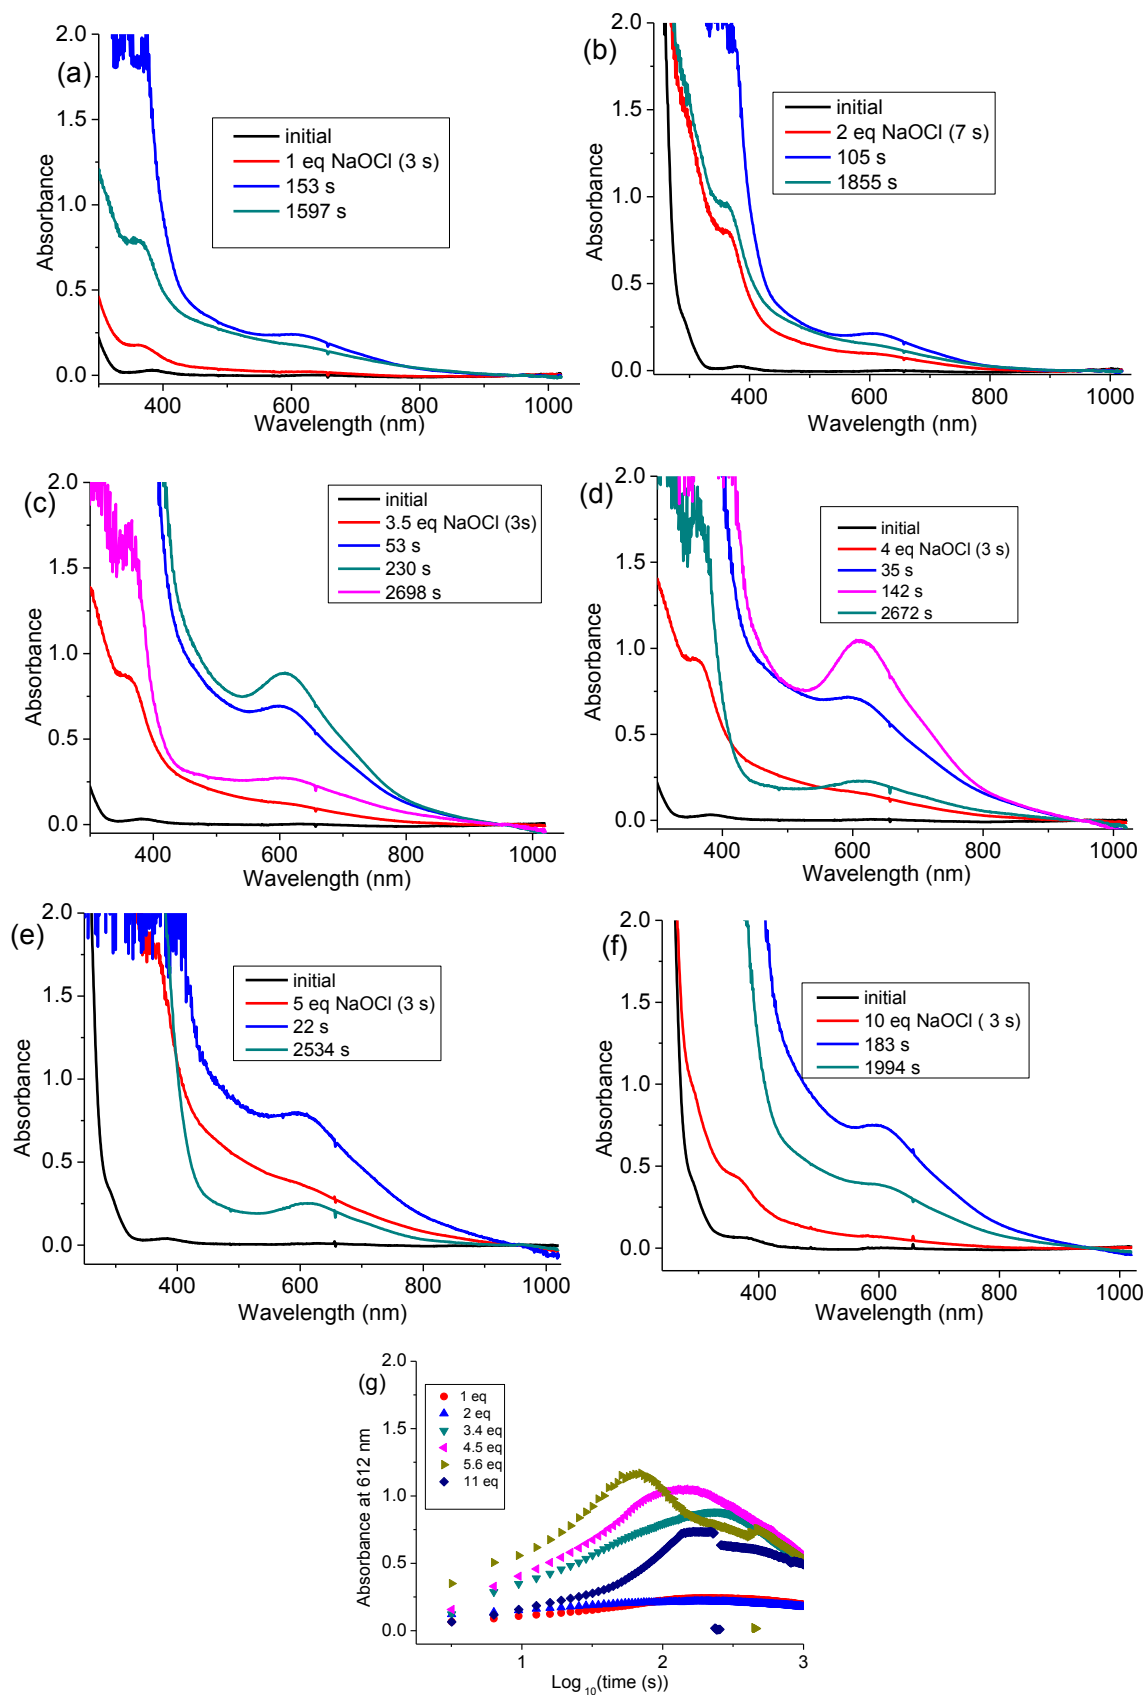 (a)
2.0
1.5
1.0
0.5
0.0
Absorbance
initial
1 eq NaOCl (3 s)
153 s
1597 s
400
600
800
1000
Wavelength (nm)
(b)
2.0
1.5
1.0
0.5
0.0
Absorbance
initial
2 eq NaOCl (7 s)
105 s
1855 s
400
600
800
1000
Wavelength (nm)
(c)
2.0
1.5
1.0
0.5
0.0
Absorbance
initial
3.5 eq NaOCl (3s)
53 s
230 s
2698 s
400
600
800
1000
Wavelength (nm)
(d)
2.0
1.5
1.0
0.5
0.0
Absorbance
initial
4 eq NaOCl (3 s)
35 s
142 s
2672 s
400
600
800
1000
Wavelength (nm)
(e)
2.0
1.5
1.0
0.5
0.0
Absorbance
initial
5 eq NaOCl (3 s)
22 s
2534 s
400
600
800
1000
Wavelength (nm)
(f)
2.0
1.5
1.0
0.5
0.0
Absorbance
initial
10 eq NaOCl ( 3 s)
183 s
1994 s
400
600
800
1000
Wavelength (nm)
(g)
2.0
1.5
1.0
0.5
0.0
Absorbance at 612 nm
1 eq
2 eq
3.4 eq
4.5 eq
5.6 eq
11 eq
1
2
3
Log 10(time (s))